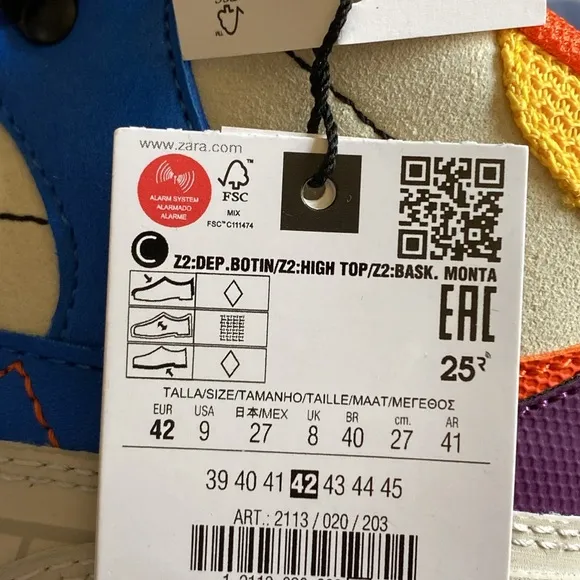 www.zara.com
ALARM SYSTEM
ALARMADO
ALARME
FSC™
MIX
FSC™C111474
C
Z2:DEP.BOTIN/Z2:HIGH TOP/Z2:BASK. MONTA
EAC
25
TALLA/SIZE/TAMANHO/TAILLE/MAAT/ΜΕΓΕΘΟΣ
EUR USA 日本/MEX UK BR cm. AR
42 9 27 8 40 27 41
39 40 41 42 43 44 45
ART.: 2113 / 020 / 203